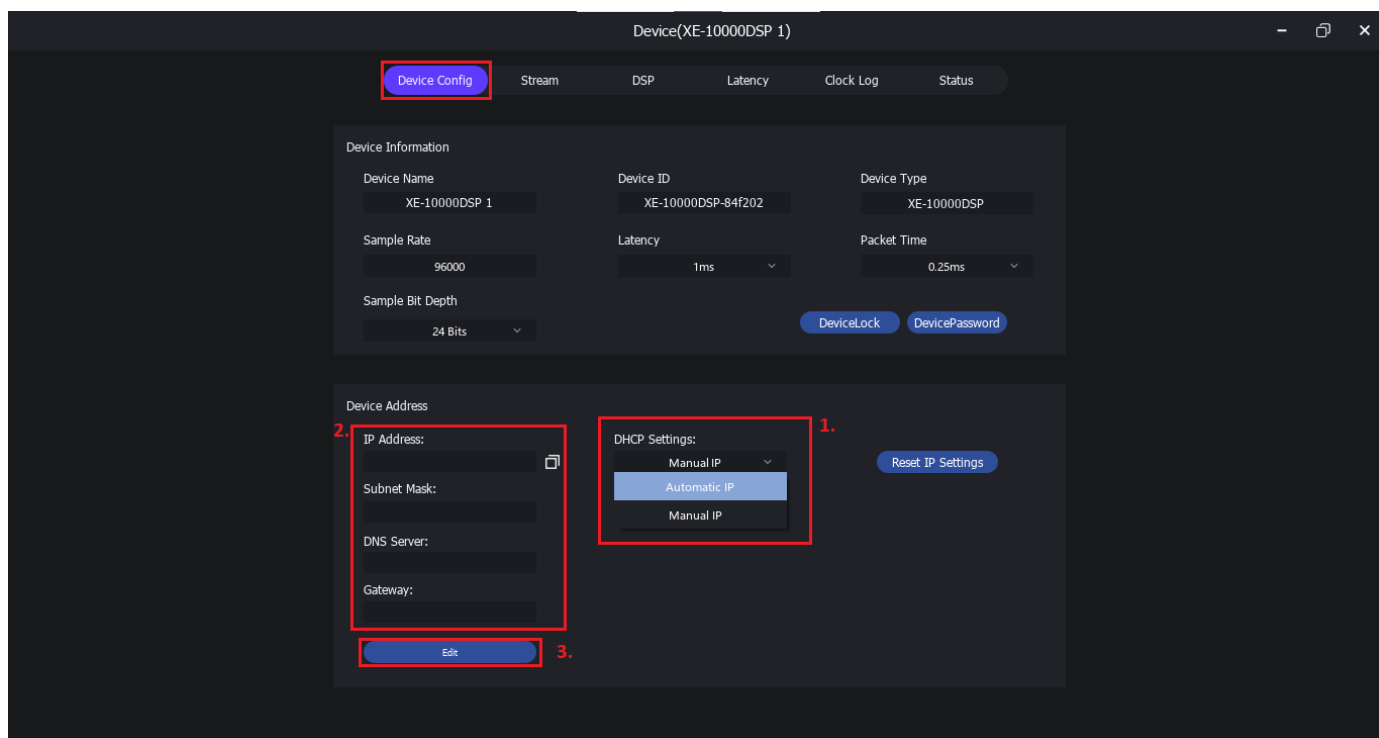 Device(XE-10000DSP 1)
Device Config Stream DSP Latency Clock Log Status
Device Information
Device Name Device ID Device Type
XE-10000DSP 1 XE-10000DSP-84f202 XE-10000DSP
Sample Rate Latency Packet Time
96000 1ms 0.25ms
Sample Bit Depth
24 Bits DeviceLock DevicePassword
Device Address
2. IP Address: DHCP Settings: 1.
Manual IP Reset IP Settings
Subnet Mask: Automatic IP
Manual IP
DNS Server:
Gateway:
Edit 3.